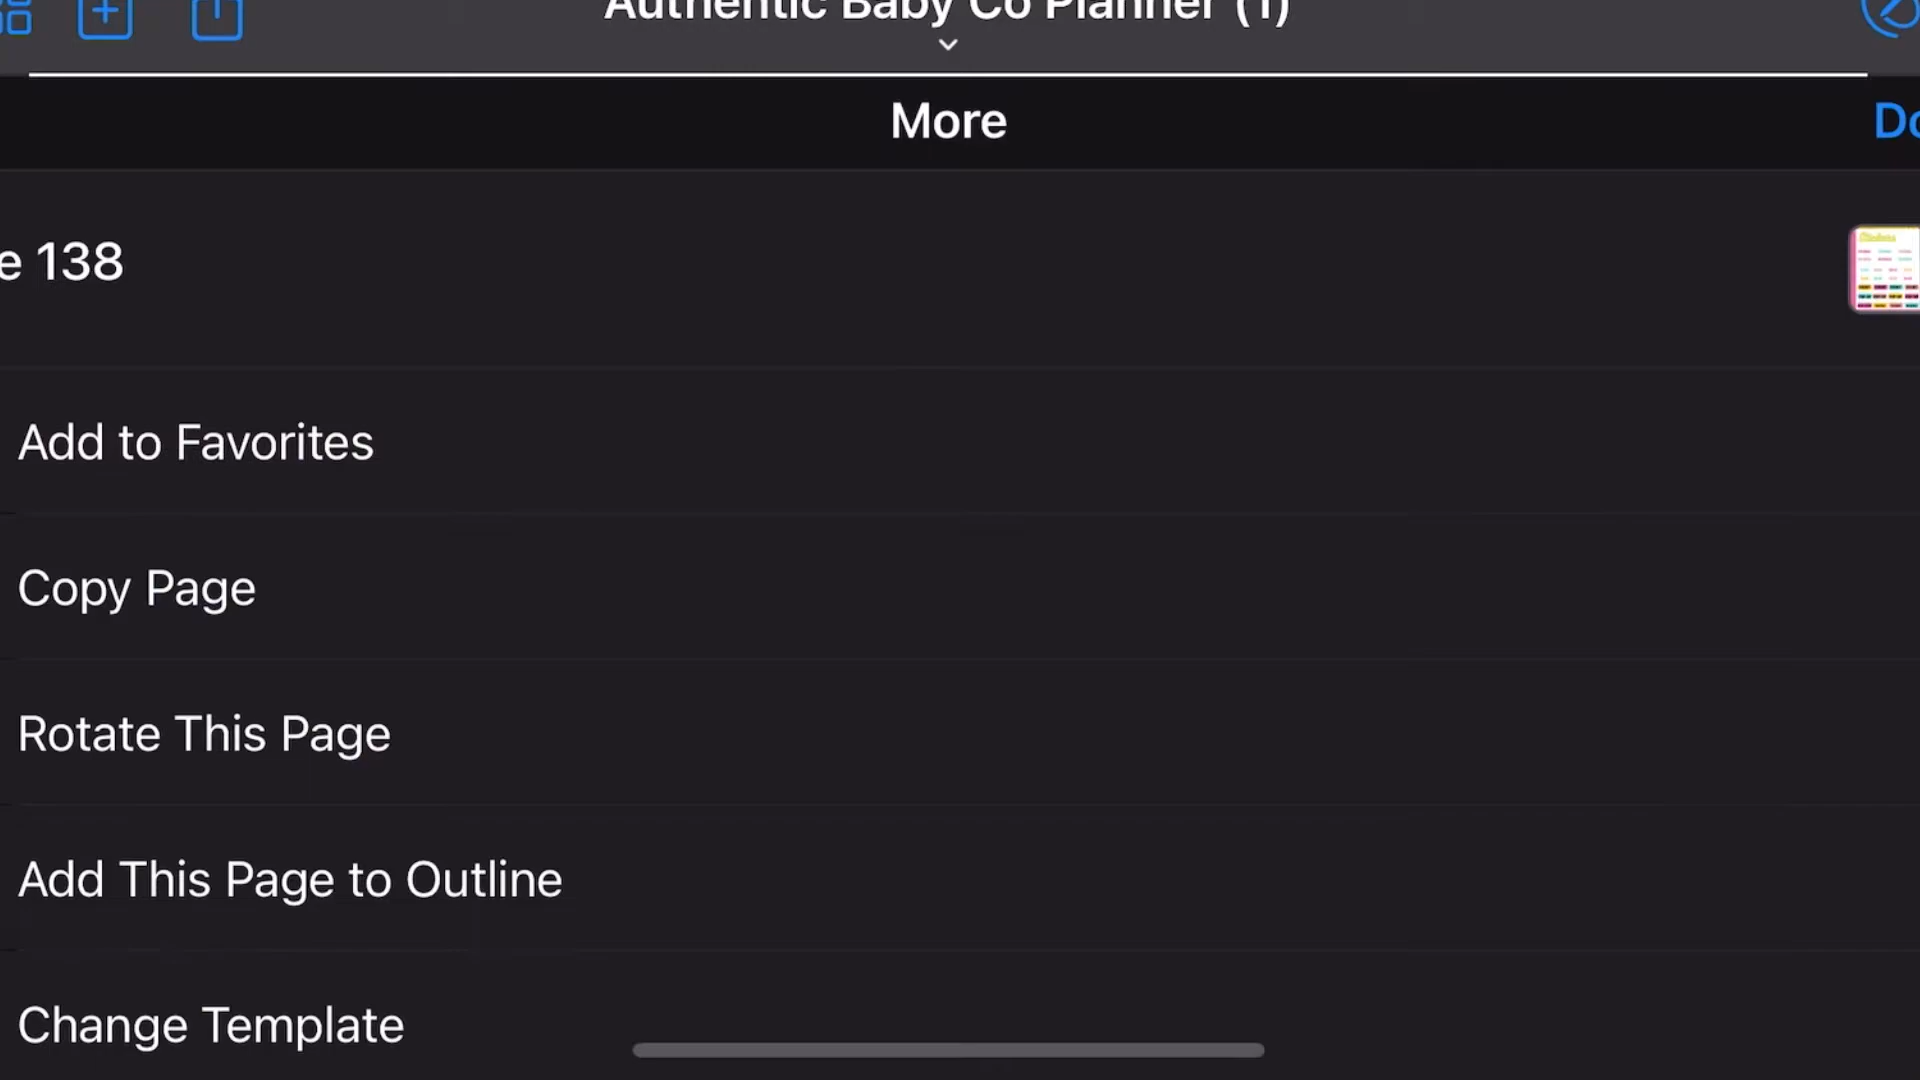 Authentic Baby Co Planner (1)
More
138
Add to Favorites
Copy Page
Rotate This Page
Add This Page to Outline
Change Template